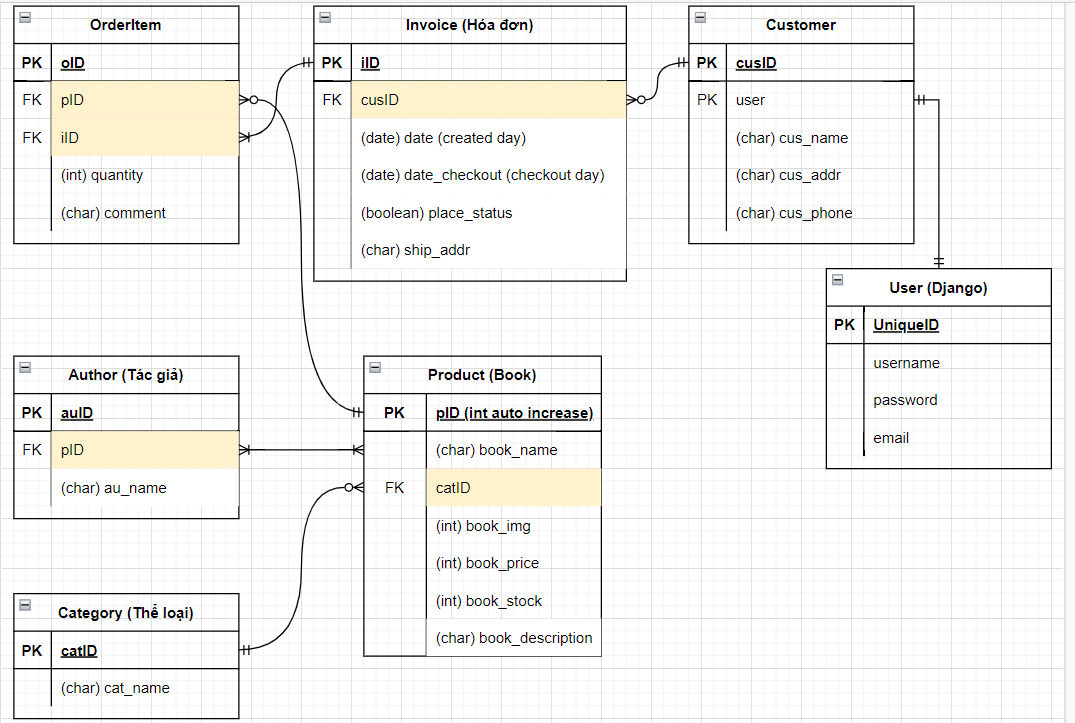 OrderItem
PK oID
FK pID
FK iID
(int) quantity
(char) comment
Invoice (Hóa đơn)
PK iID
FK cusID
(date) date (created day)
(date) date_checkout (checkout day)
(boolean) place_status
(char) ship_addr
Customer
PK cusID
PK user
(char) cus_name
(char) cus_addr
(char) cus_phone
User (Django)
PK UniqueID
username
password
email
Author (Tác giả)
PK auID
FK pID
(char) au_name
Product (Book)
PK pID (int auto increase)
(char) book_name
FK catID
(int) book_img
(int) book_price
(int) book_stock
(char) book_description
Category (Thể loại)
PK catID
(char) cat_name